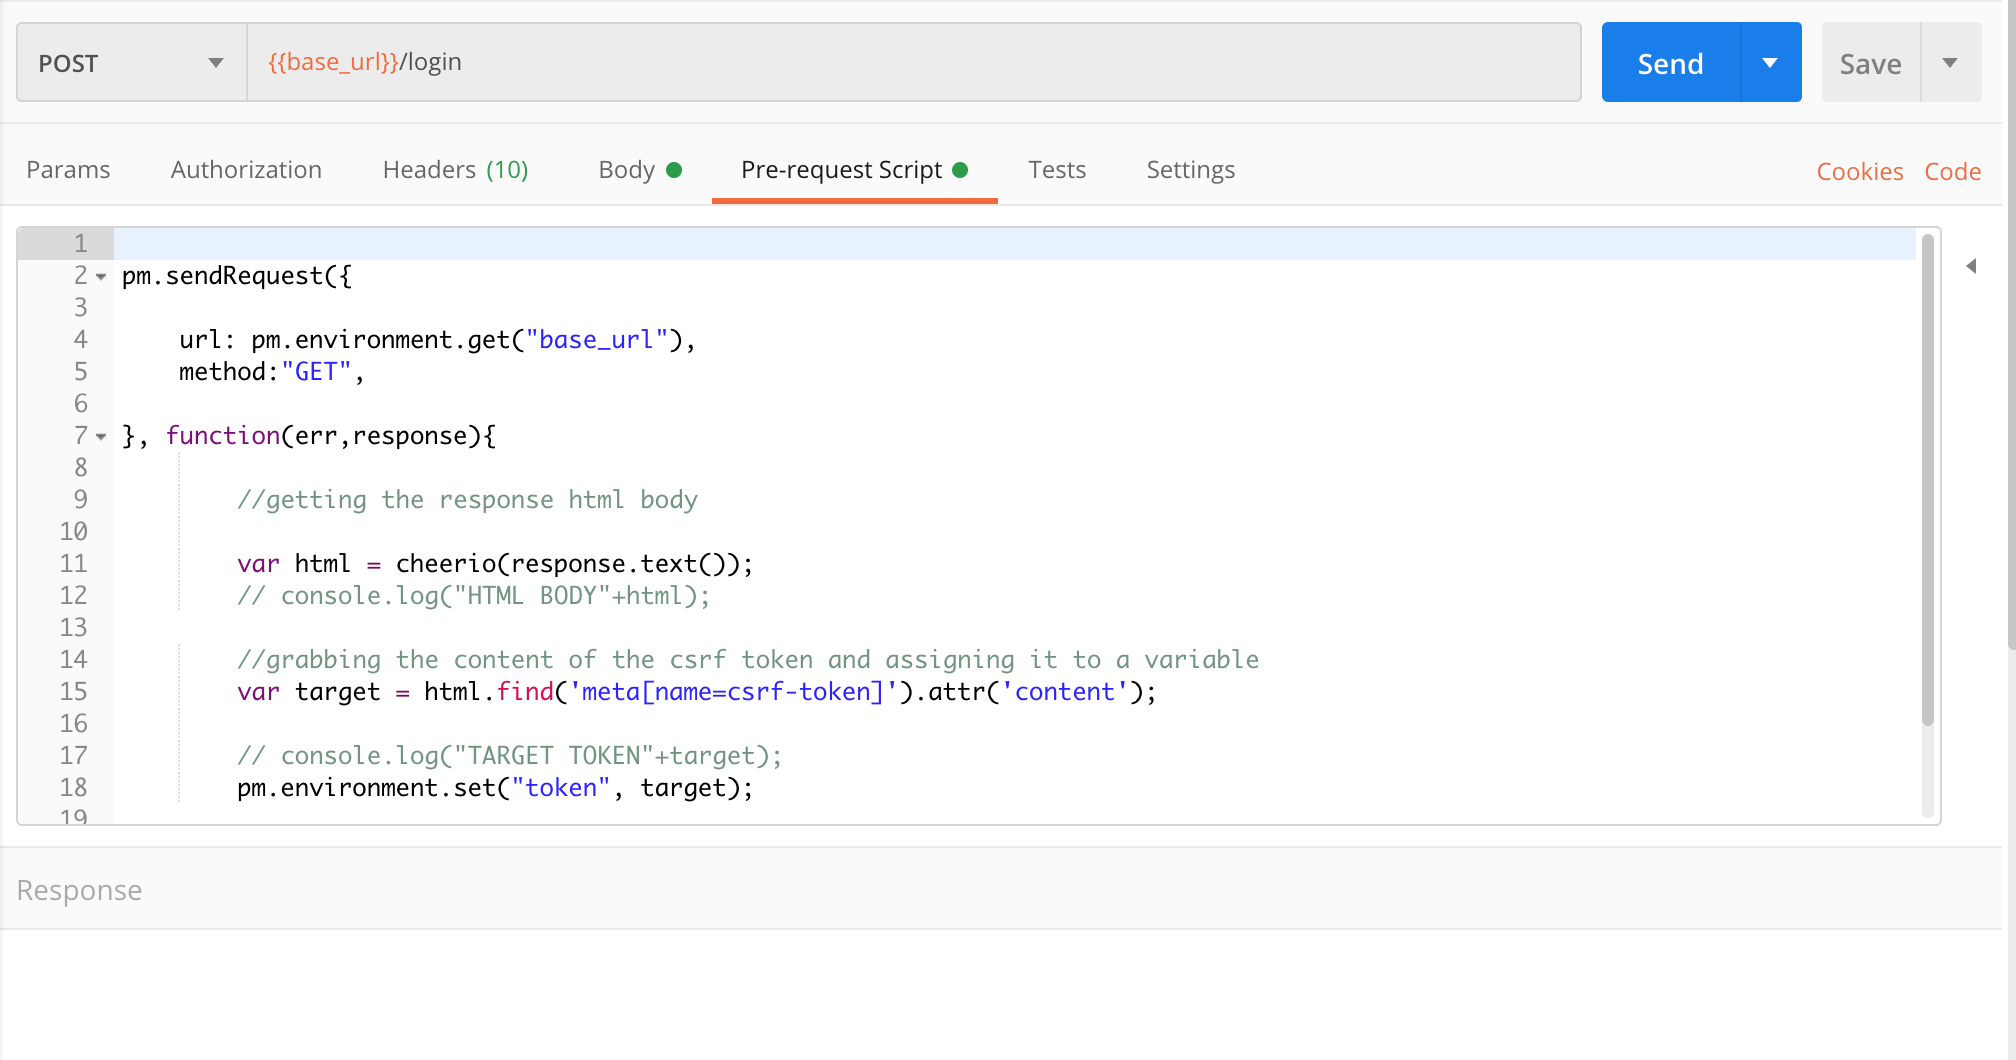 POST {{base_url}}/login Send Save
Params Authorization Headers (10) Body Pre-request Script Tests Settings Cookies Code
1
2 pm.sendRequest({
3
4 url: pm.environment.get("base_url"),
5 method:"GET",
6
7 }, function(err,response){
8
9 //getting the response html body
10
11 var html = cheerio(response.text());
12 // console.log("HTML BODY"+html);
13
14 //grabbing the content of the csrf token and assigning it to a variable
15 var target = html.find('meta[name=csrf-token]').attr('content');
16
17 // console.log("TARGET TOKEN"+target);
18 pm.environment.set("token", target);
19
Response